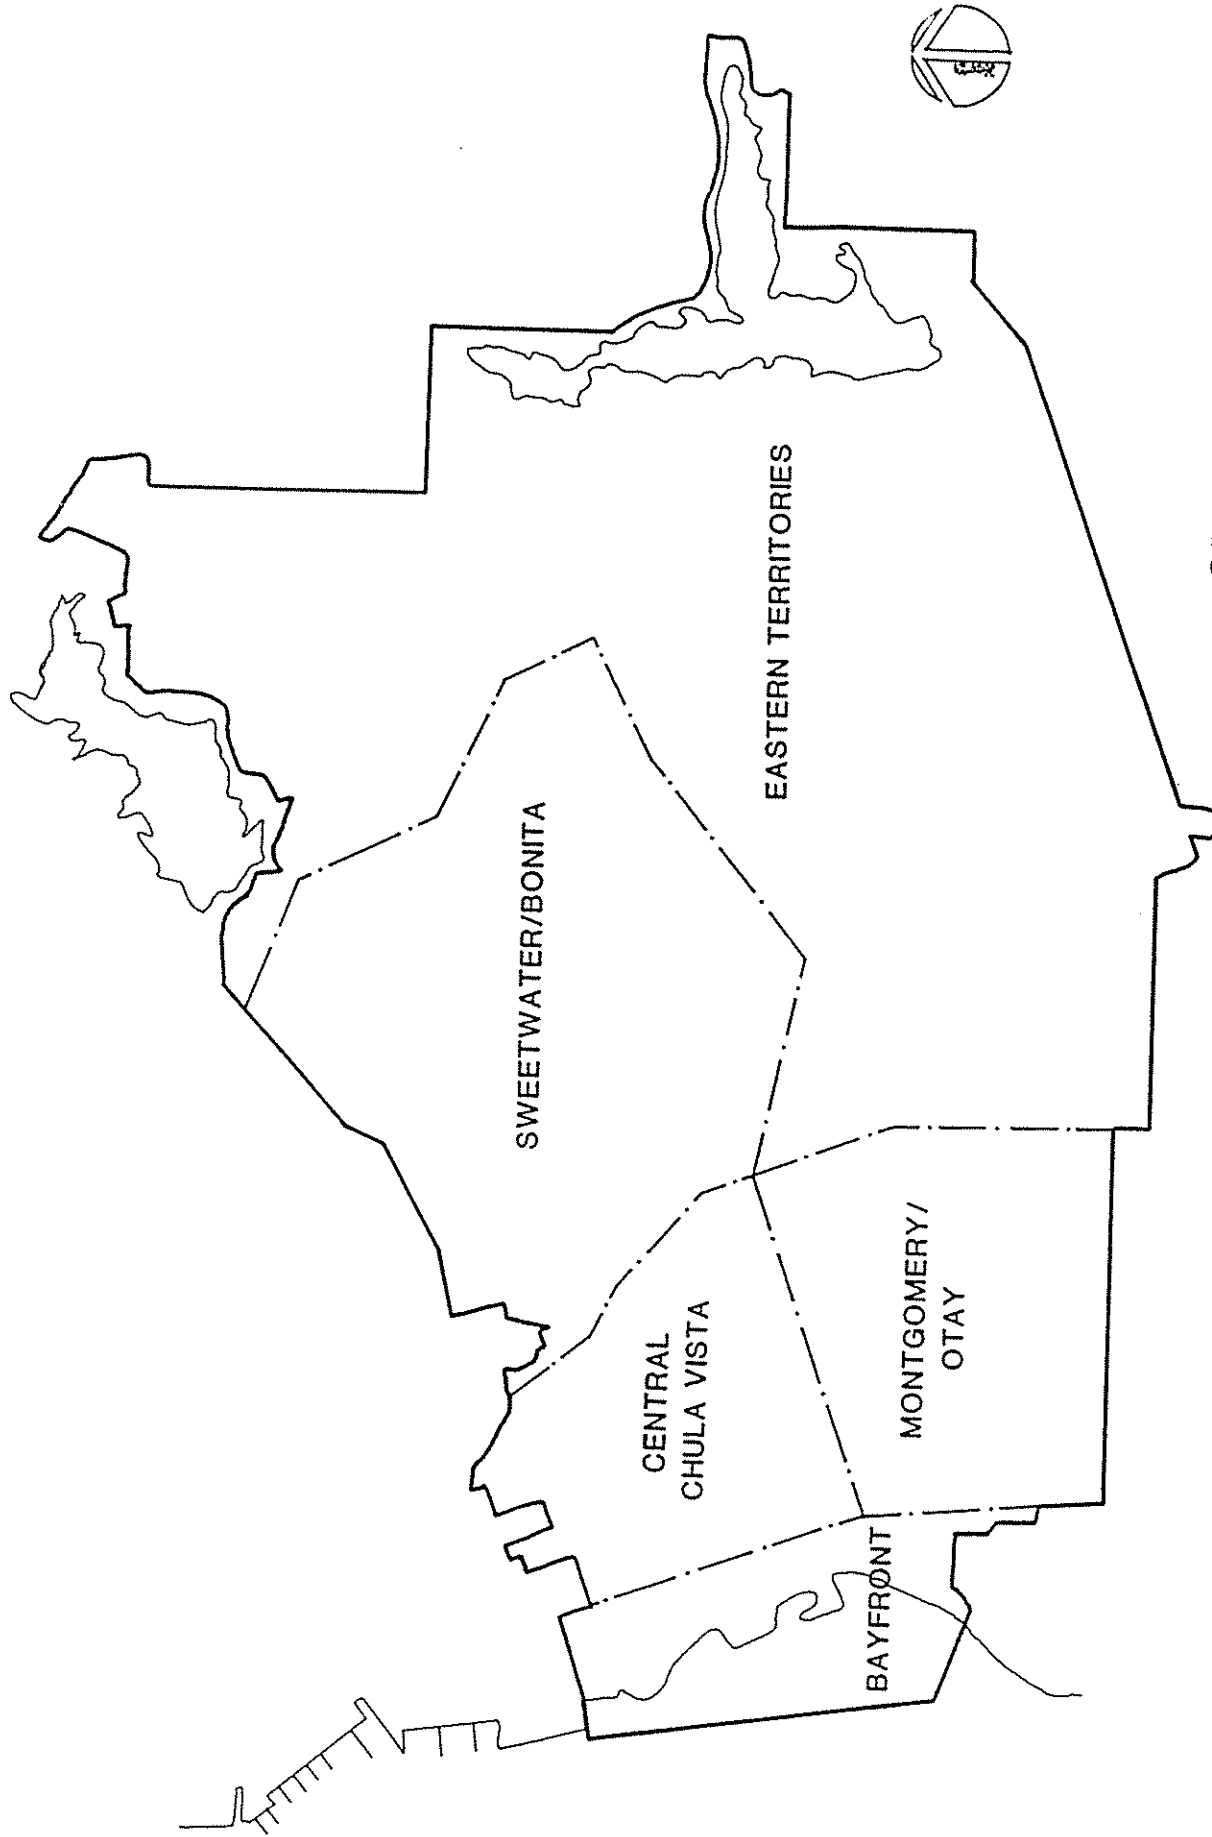 SWEETWATER/BONITA
EASTERN TERRITORIES
CENTRAL
CHULA VISTA
MONTGOMERY/
OTAY
BAYFRONT